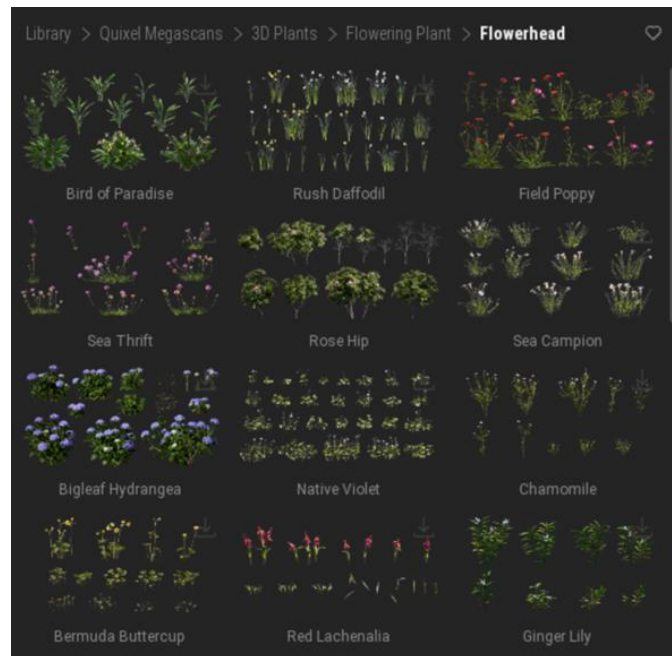 Library > Quixel Megascans > 3D Plants > Flowering Plant > Flowerhead
Bird of Paradise
Rush Daffodil
Field Poppy
Sea Thrift
Rose Hip
Sea Campion
Bigleaf Hydrangea
Native Violet
Chamomile
Bermuda Buttercup
Red Lachenalia
Ginger Lily